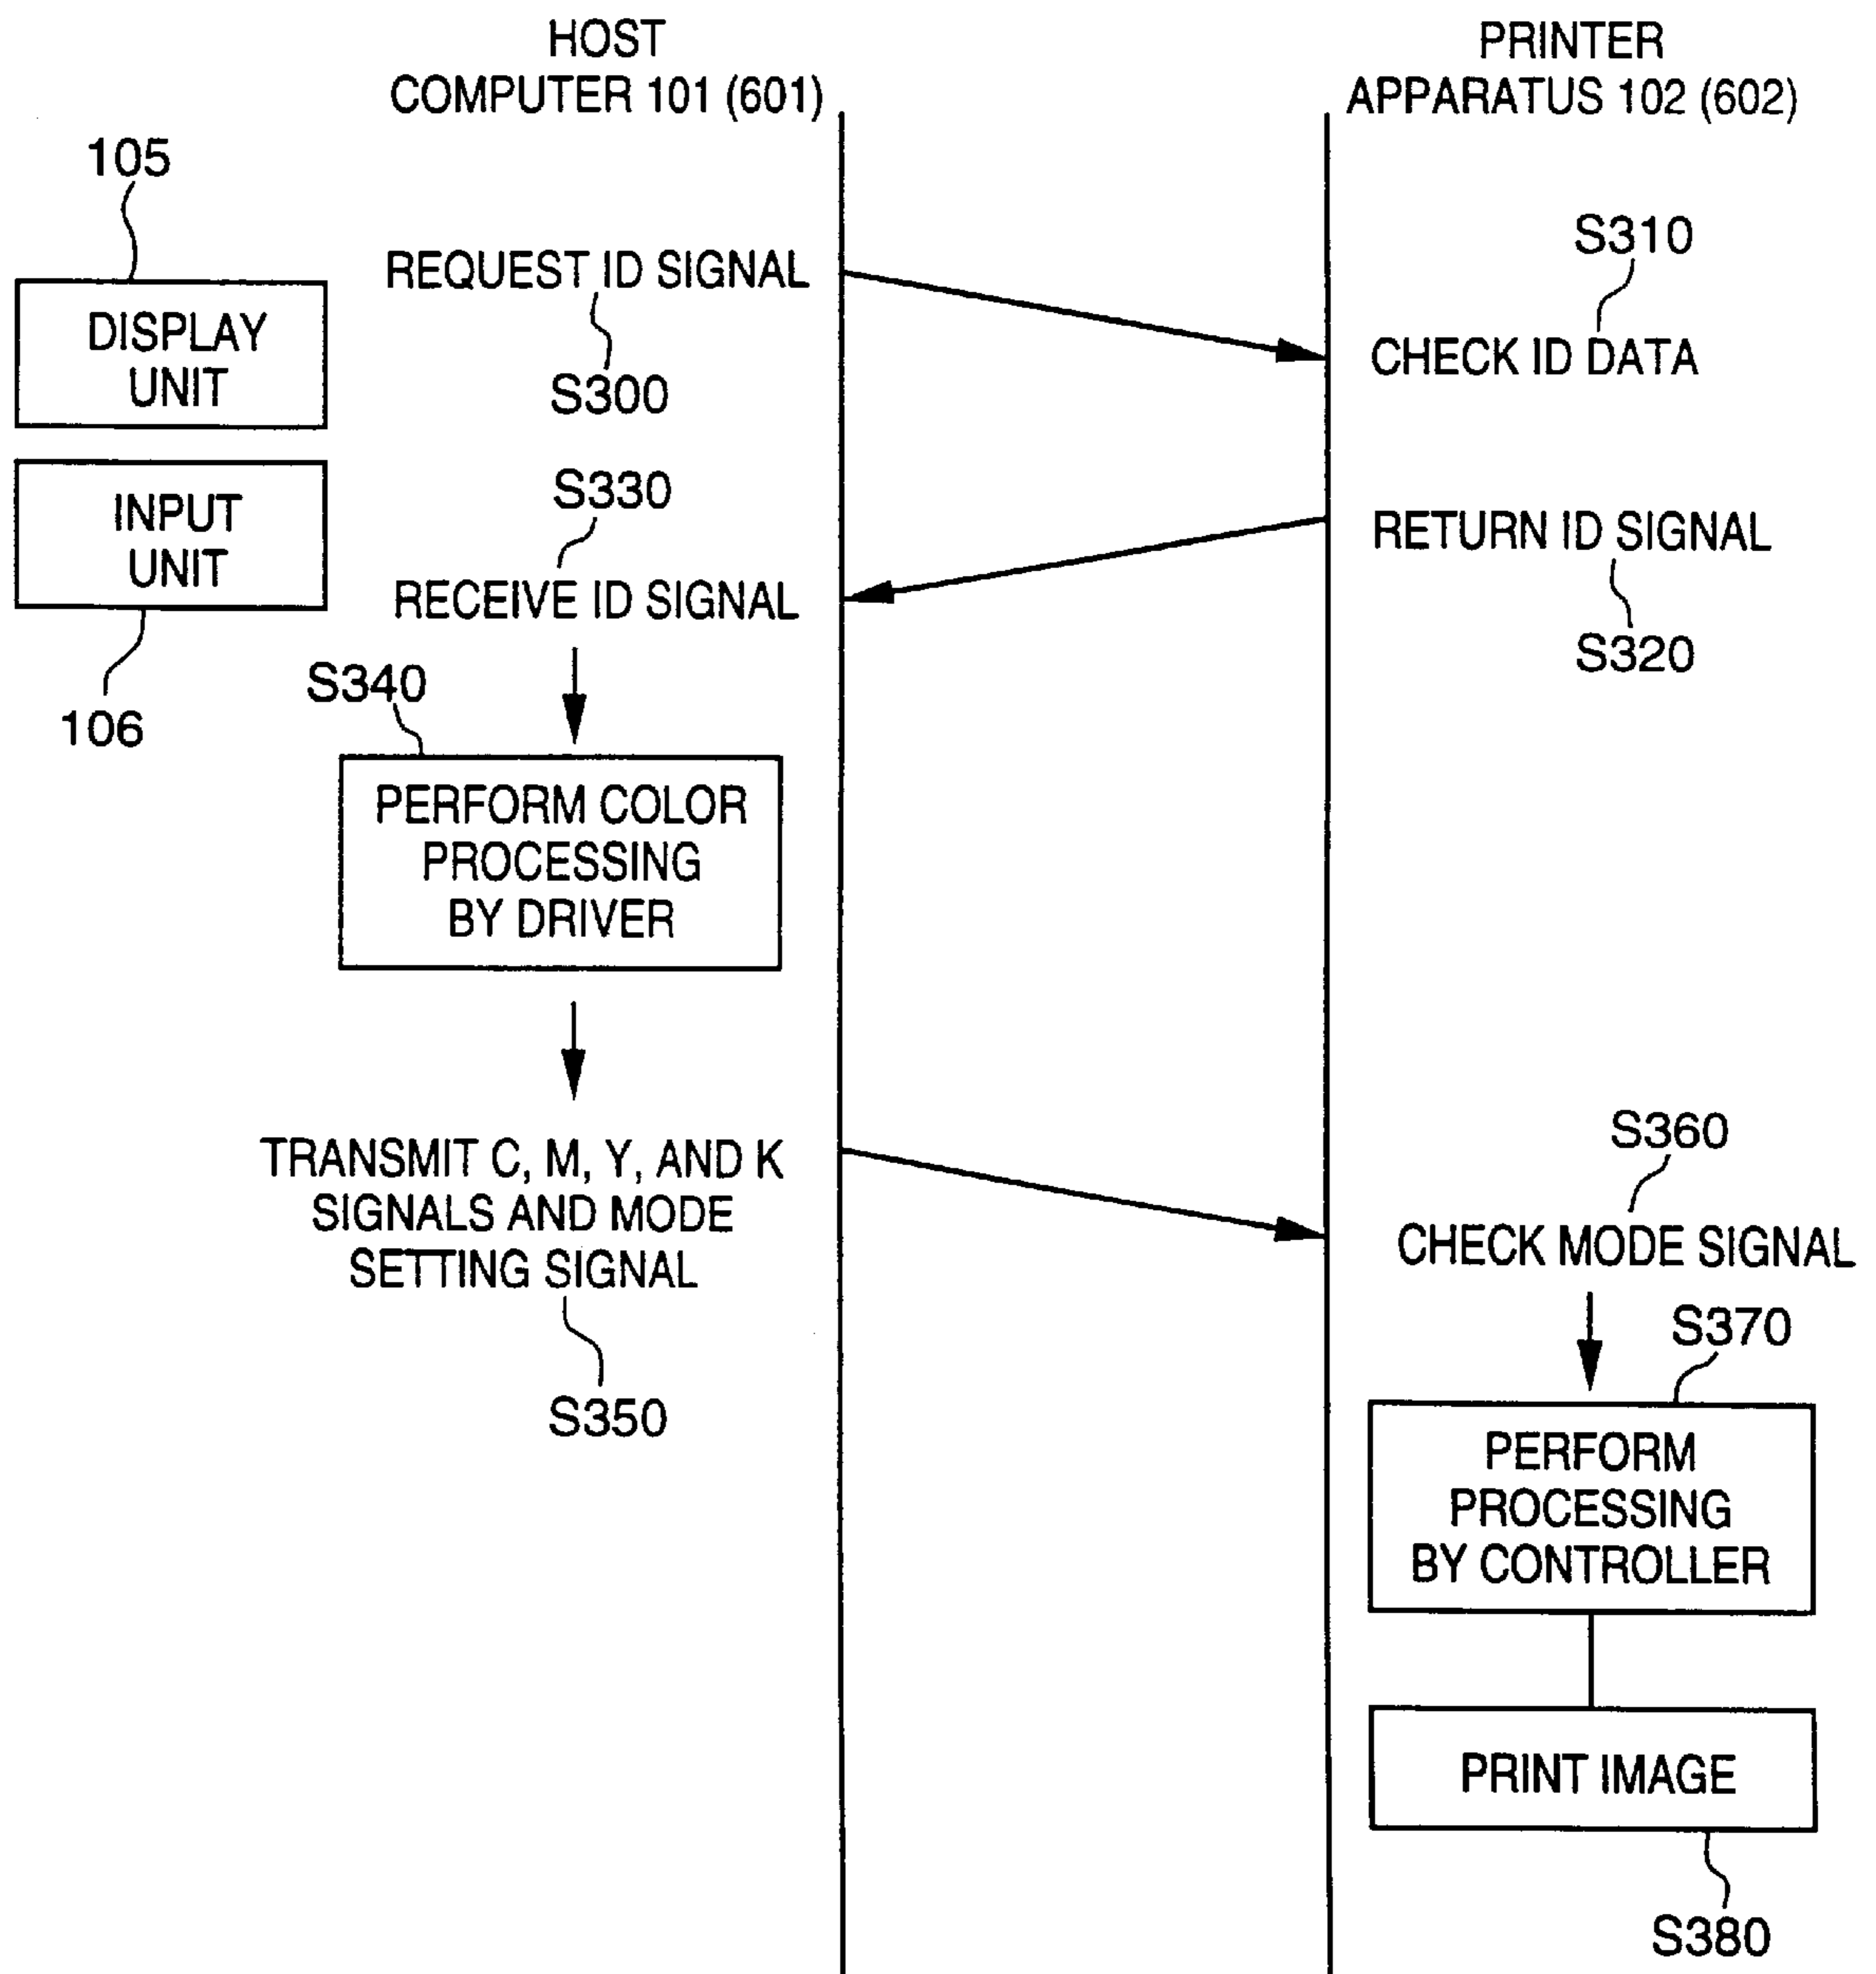 HOST
COMPUTER 101 (601)
PRINTER
APPARATUS 102 (602)
105
DISPLAY
UNIT
INPUT
UNIT
106
REQUEST ID SIGNAL
S300
S310
CHECK ID DATA
RETURN ID SIGNAL
S320
S330
RECEIVE ID SIGNAL
S340
PERFORM COLOR
PROCESSING
BY DRIVER
TRANSMIT C, M, Y, AND K
SIGNALS AND MODE
SETTING SIGNAL
S350
S360
CHECK MODE SIGNAL
S370
PERFORM
PROCESSING
BY CONTROLLER
PRINT IMAGE
S380